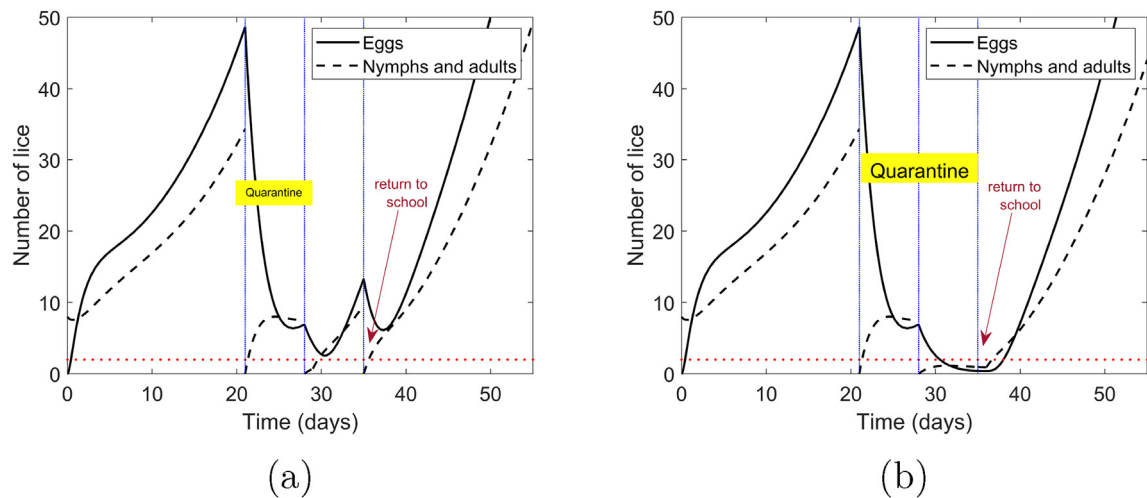 50
40
30
20
10
0
Number of lice
Eggs
Nymphs and adults
Quarantine
return to
school
0 10 20 30 40 50
Time (days)
(a)
50
40
30
20
10
0
Number of lice
Eggs
Nymphs and adults
Quarantine
return to
school
0 10 20 30 40 50
Time (days)
(b)